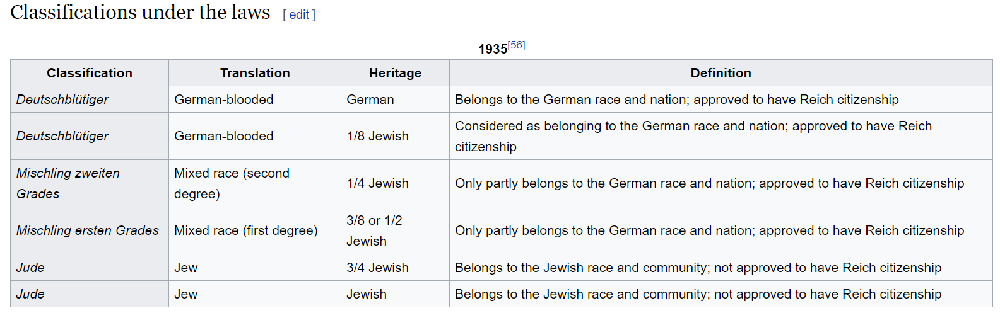 Classifications under the laws [ edit ]
1935[56]
Classification Translation Heritage Definition
Deutschblütiger German-blooded German Belongs to the German race and nation; approved to have Reich citizenship
Deutschblütiger German-blooded 1/8 Jewish Considered as belonging to the German race and nation; approved to have Reich
citizenship
Mischling zweiten
Grades
Mixed race (second
degree)
1/4 Jewish Only partly belongs to the German race and nation; approved to have Reich citizenship
Mischling ersten Grades Mixed race (first degree) 3/8 or 1/2
Jewish
Only partly belongs to the German race and nation; approved to have Reich citizenship
Jude Jew 3/4 Jewish Belongs to the Jewish race and community; not approved to have Reich citizenship
Jude Jew Jewish Belongs to the Jewish race and community; not approved to have Reich citizenship